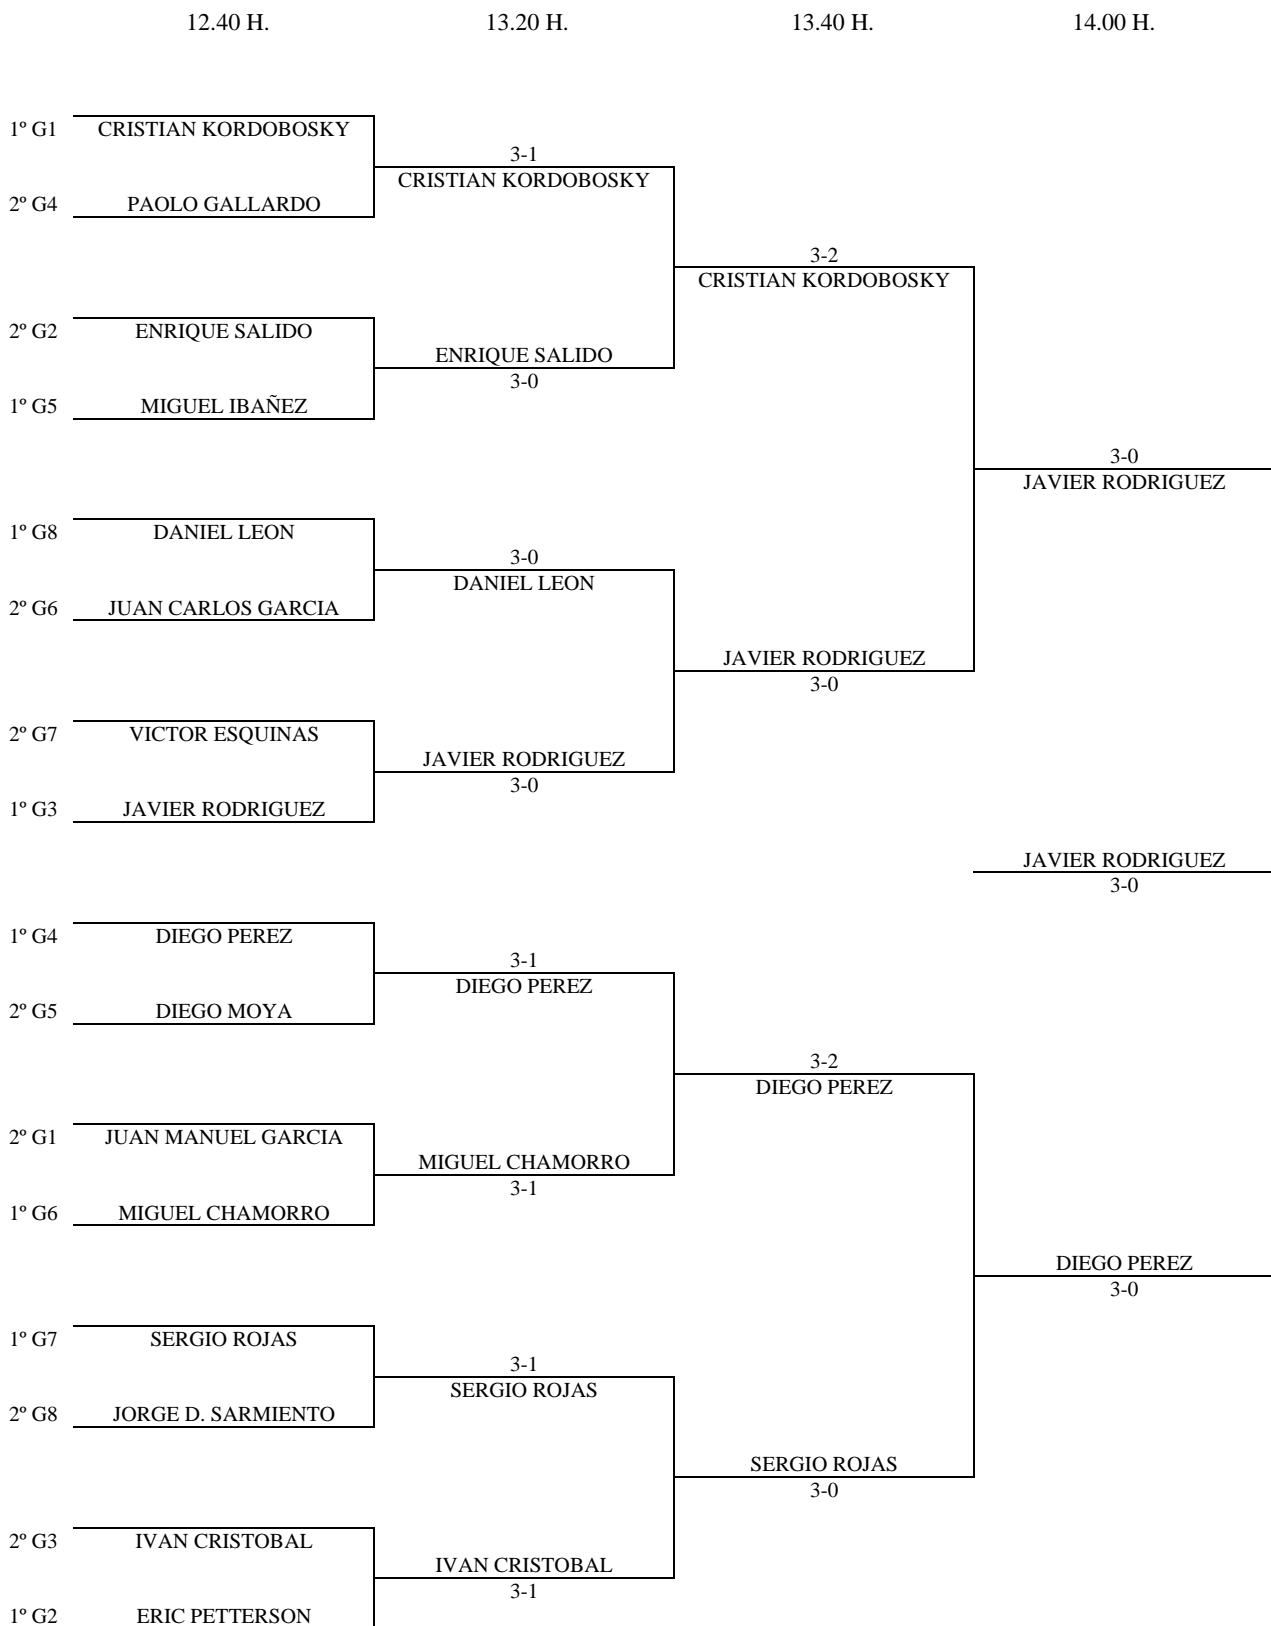 12.40 H. 13.20 H. 13.40 H. 14.00 H.
1º G1 CRISTIAN KORDOBOSKY
3-1
CRISTIAN KORDOBOSKY
2º G4 PAOLO GALLARDO
3-2
CRISTIAN KORDOBOSKY
2º G2 ENRIQUE SALIDO
ENRIQUE SALIDO
3-0
1º G5 MIGUEL IBAÑEZ
3-0
JAVIER RODRIGUEZ
1º G8 DANIEL LEON
3-0
DANIEL LEON
2º G6 JUAN CARLOS GARCIA
JAVIER RODRIGUEZ
3-0
2º G7 VICTOR ESQUINAS
JAVIER RODRIGUEZ
3-0
1º G3 JAVIER RODRIGUEZ
JAVIER RODRIGUEZ
3-0
1º G4 DIEGO PEREZ
3-1
DIEGO PEREZ
2º G5 DIEGO MOYA
3-2
DIEGO PEREZ
2º G1 JUAN MANUEL GARCIA
MIGUEL CHAMORRO
3-1
1º G6 MIGUEL CHAMORRO
DIEGO PEREZ
3-0
1º G7 SERGIO ROJAS
3-1
SERGIO ROJAS
2º G8 JORGE D. SARMIENTO
SERGIO ROJAS
3-0
2º G3 IVAN CRISTOBAL
IVAN CRISTOBAL
3-1
1º G2 ERIC PETTERSON